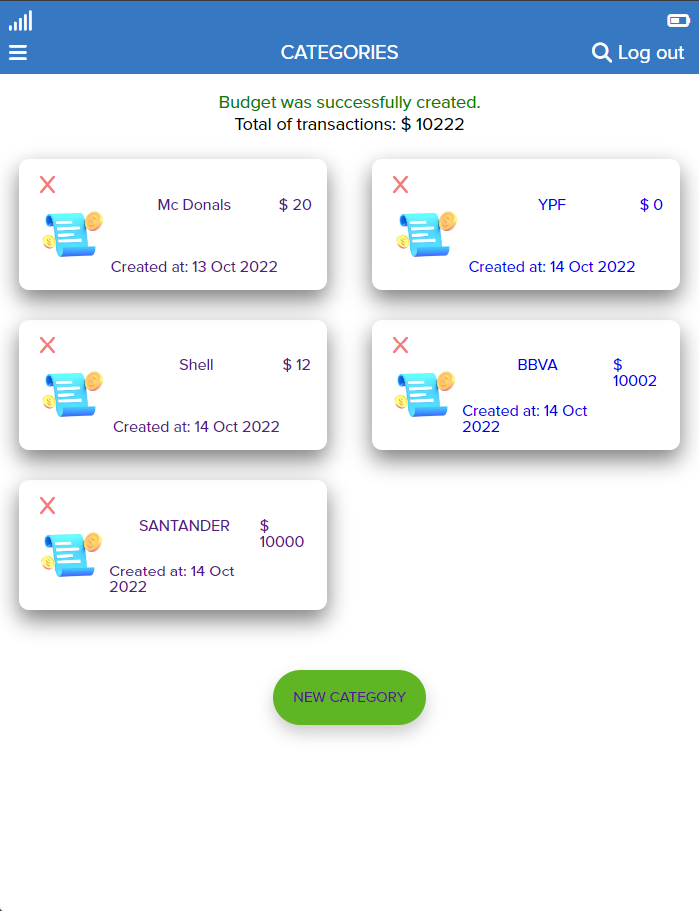 CATEGORIES
Log out
Budget was successfully created.
Total of transactions: $ 10222
Mc Donals
$ 20
Created at: 13 Oct 2022
YPF
$ 0
Created at: 14 Oct 2022
Shell
$ 12
Created at: 14 Oct 2022
BBVA
$
10002
Created at: 14 Oct
2022
SANTANDER
$
10000
Created at: 14 Oct
2022
NEW CATEGORY